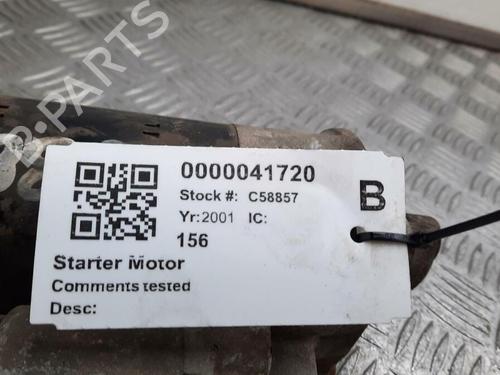 B-PARTS
0000041720
Stock #: C58857
B
Yr: 2001 IC:
156
Starter Motor
Comments tested
Desc: